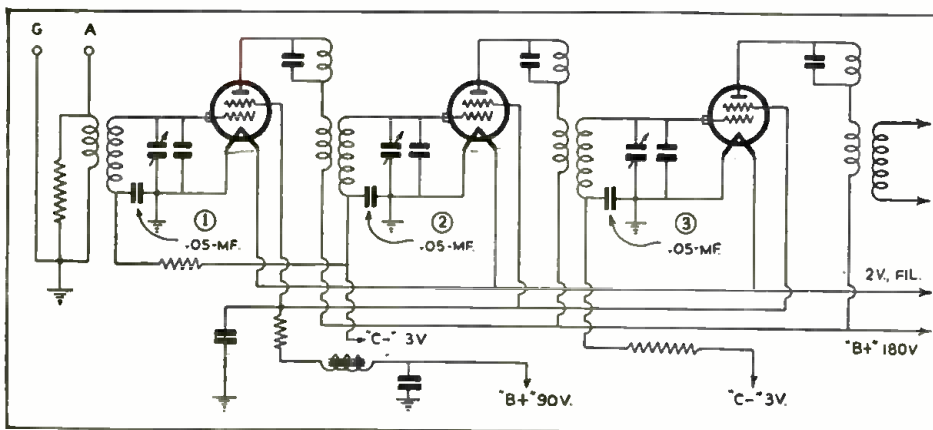 G A
① .05-MF.
② .05-MF.
③ .05-MF.
2V., FIL.
"C-" 3V
"B+" 180V
"B+" 90V.
"C-" 3V.